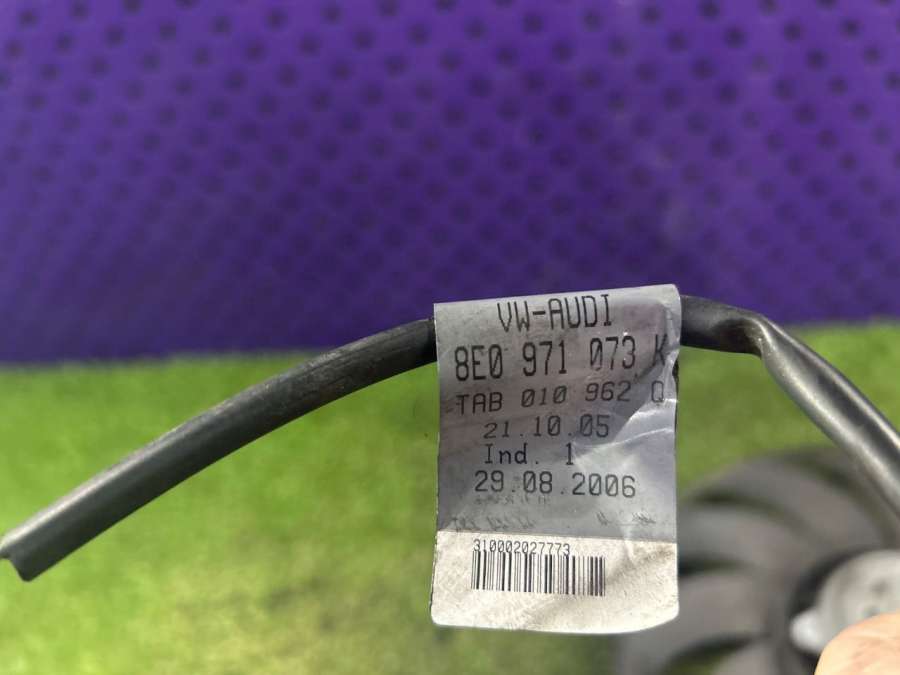 VW-AUDI
8E0 971 073 K
TAB 010 962 Q
21.10.05
Ind. 1
29.08.2006
310002027773